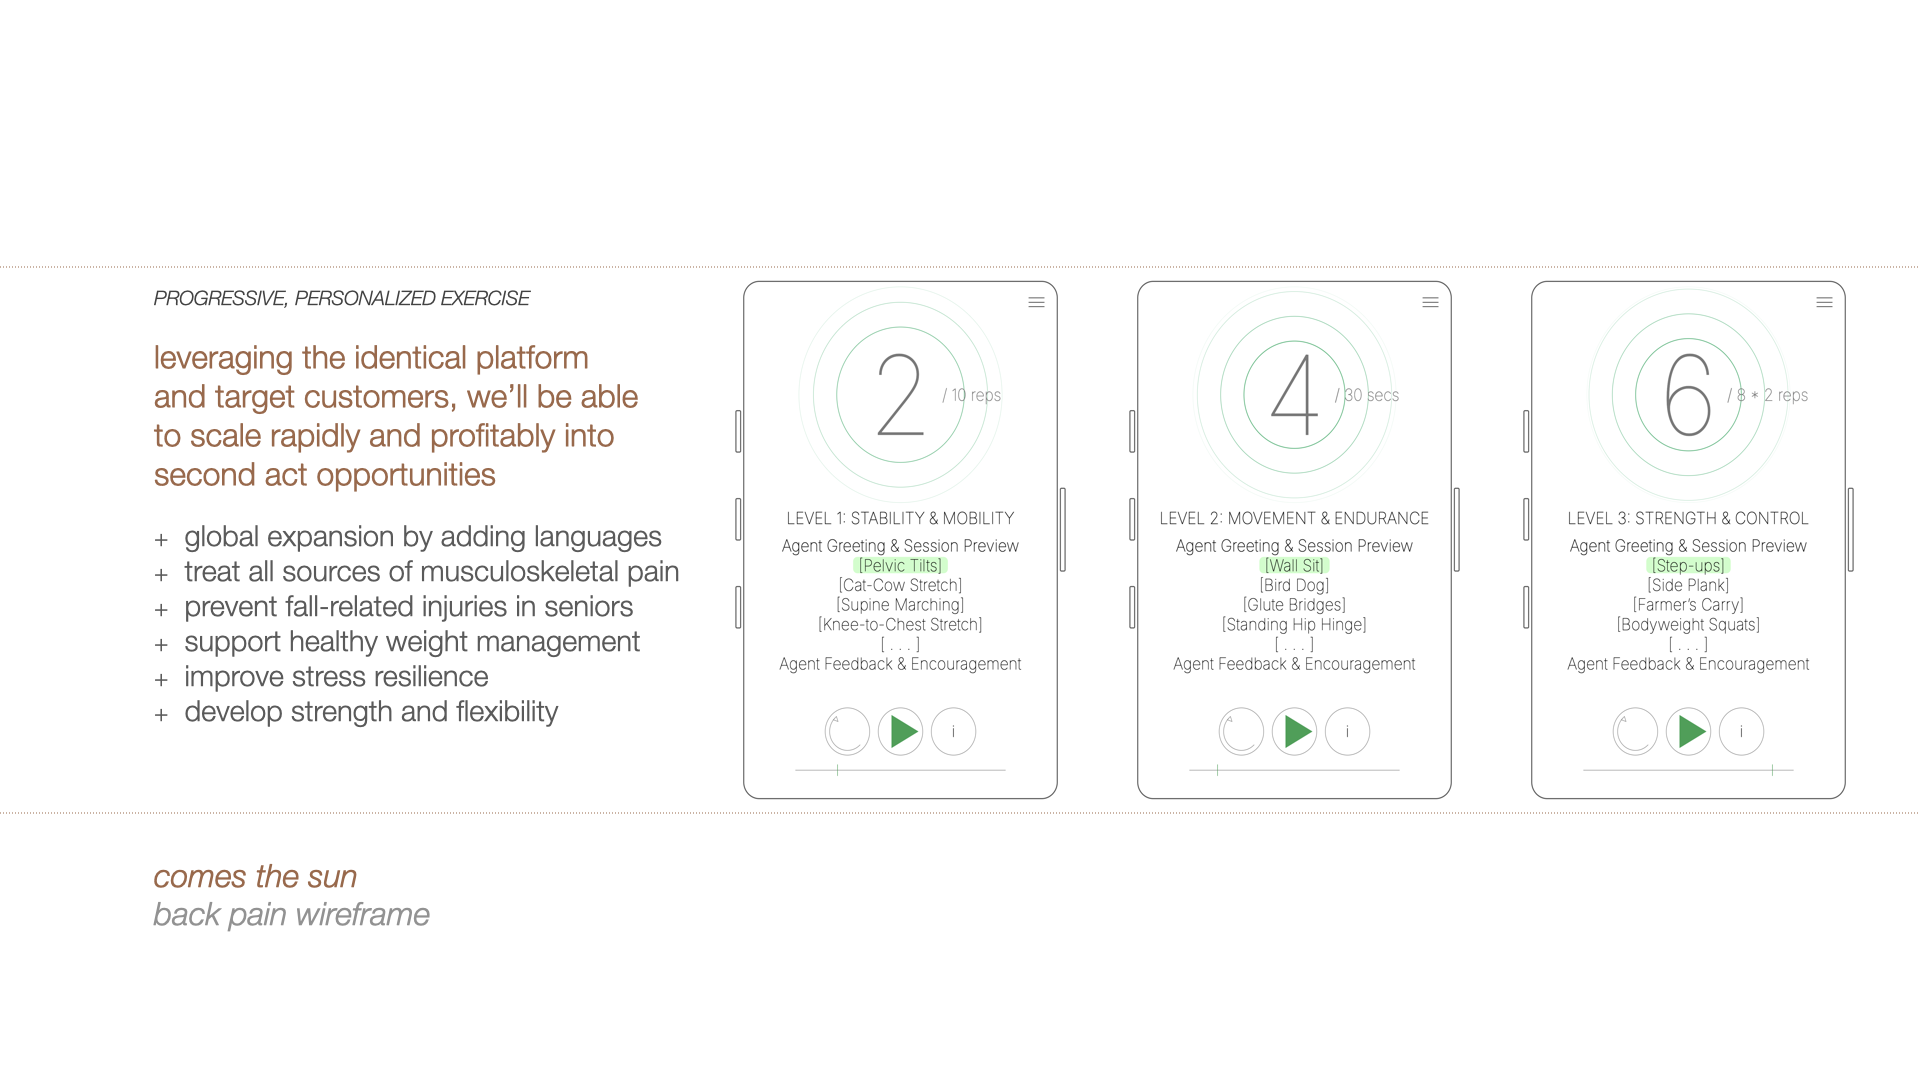 PROGRESSIVE, PERSONALIZED EXERCISE
leveraging the identical platform
and target customers, we’ll be able
to scale rapidly and profitably into
second act opportunities
+ global expansion by adding languages
+ treat all sources of musculoskeletal pain
+ prevent fall-related injuries in seniors
+ support healthy weight management
+ improve stress resilience
+ develop strength and flexibility
2 / 10 reps
LEVEL 1: STABILITY & MOBILITY
Agent Greeting & Session Preview
[Pelvic Tilts]
[Cat-Cow Stretch]
[Supine Marching]
[Knee-to-Chest Stretch]
[ . . . ]
Agent Feedback & Encouragement
i
4 / 30 secs
LEVEL 2: MOVEMENT & ENDURANCE
Agent Greeting & Session Preview
[Wall Sit]
[Bird Dog]
[Glute Bridges]
[Standing Hip Hinge]
[ . . . ]
Agent Feedback & Encouragement
i
6 / 8 * 2 reps
LEVEL 3: STRENGTH & CONTROL
Agent Greeting & Session Preview
[Step-ups]
[Side Plank]
[Farmer’s Carry]
[Bodyweight Squats]
[ . . . ]
Agent Feedback & Encouragement
i
comes the sun
back pain wireframe